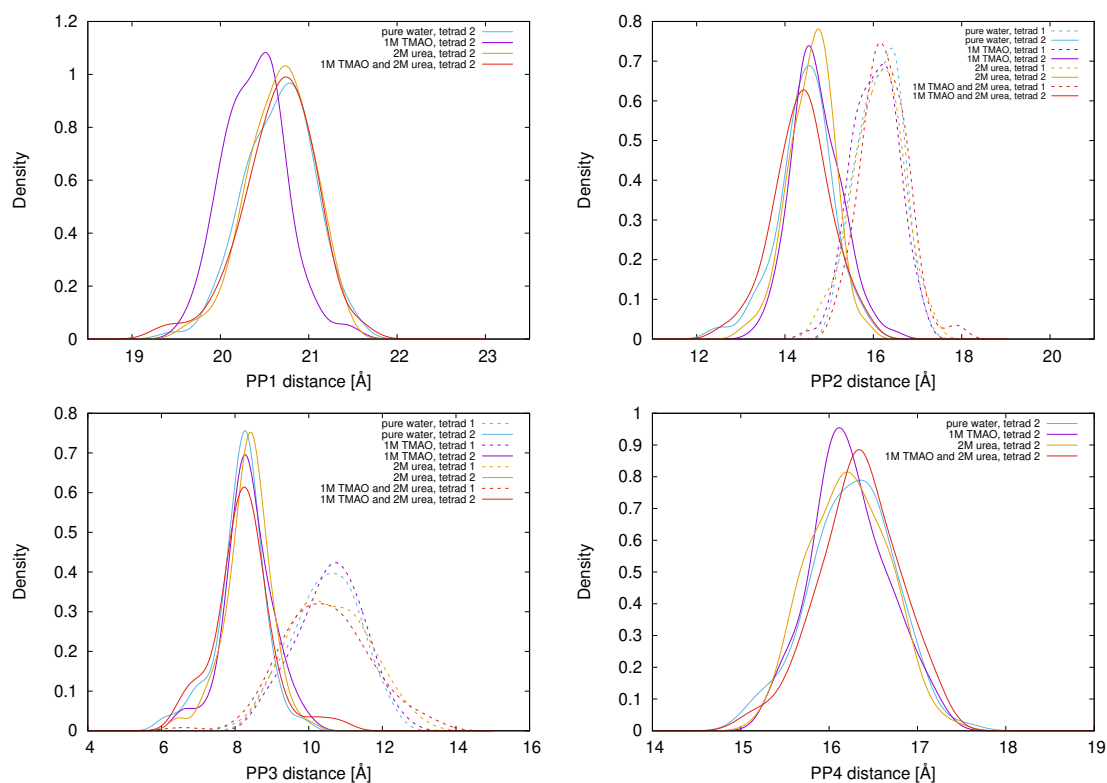 1.2
1
0.8
0.6
0.4
0.2
0
Density
19 20 21 22 23
PP1 distance [Å]
pure water, tetrad 2
1M TMAO, tetrad 2
2M urea, tetrad 2
1M TMAO and 2M urea, tetrad 2
0.8
0.7
0.6
0.5
0.4
0.3
0.2
0.1
0
Density
12 14 16 18 20
PP2 distance [Å]
pure water, tetrad 1
pure water, tetrad 2
1M TMAO, tetrad 1
1M TMAO, tetrad 2
2M urea, tetrad 1
2M urea, tetrad 2
1M TMAO and 2M urea, tetrad 1
1M TMAO and 2M urea, tetrad 2
0.8
0.7
0.6
0.5
0.4
0.3
0.2
0.1
0
Density
4 6 8 10 12 14 16
PP3 distance [Å]
pure water, tetrad 1
pure water, tetrad 2
1M TMAO, tetrad 1
1M TMAO, tetrad 2
2M urea, tetrad 1
2M urea, tetrad 2
1M TMAO and 2M urea, tetrad 1
1M TMAO and 2M urea, tetrad 2
1
0.9
0.8
0.7
0.6
0.5
0.4
0.3
0.2
0.1
0
Density
14 15 16 17 18 19
PP4 distance [Å]
pure water, tetrad 2
1M TMAO, tetrad 2
2M urea, tetrad 2
1M TMAO and 2M urea, tetrad 2